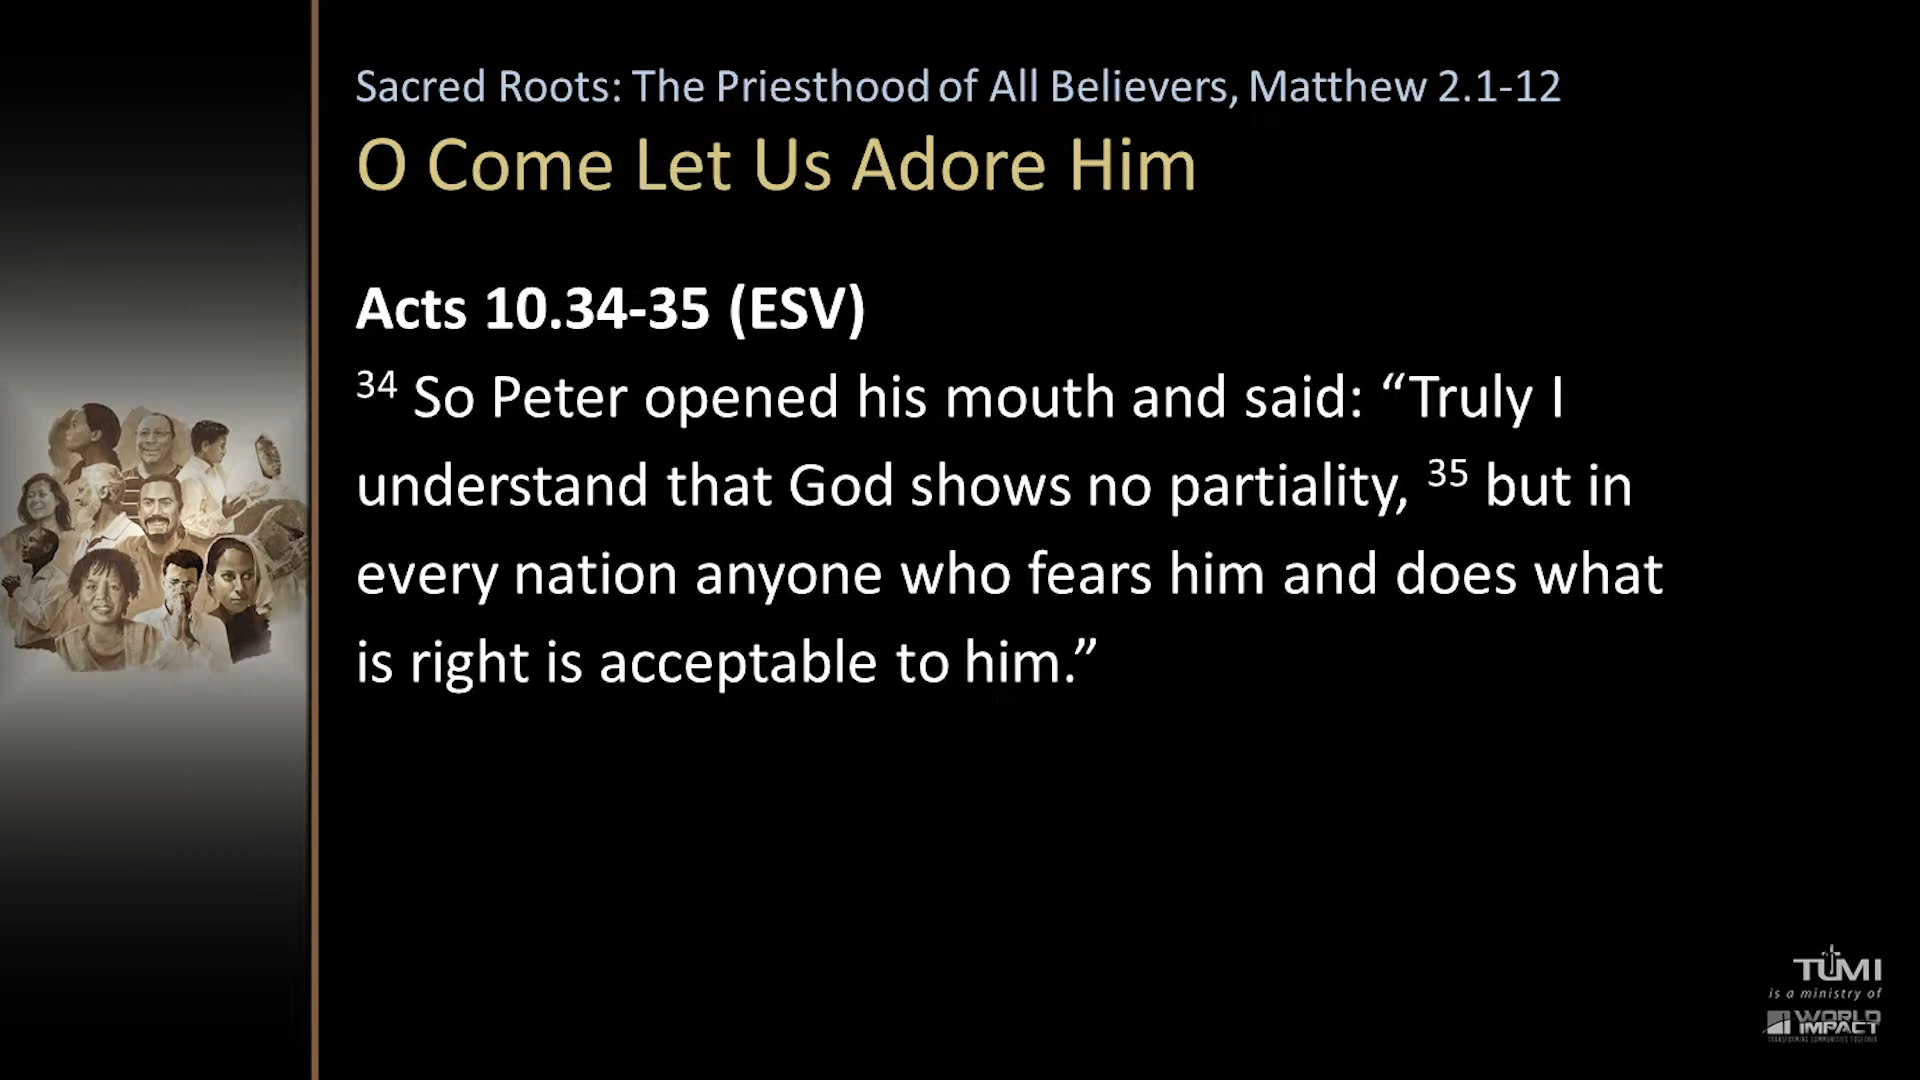 Sacred Roots: The Priesthood of All Believers, Matthew 2.1-12
O Come Let Us Adore Him
Acts 10.34-35 (ESV)
34 So Peter opened his mouth and said: “Truly I
understand that God shows no partiality, 35 but in
every nation anyone who fears him and does what
is right is acceptable to him.”
TUMI
is a ministry of
WORLD
IMPACT
TRANSFORMING COMMUNITIES TOGETHER